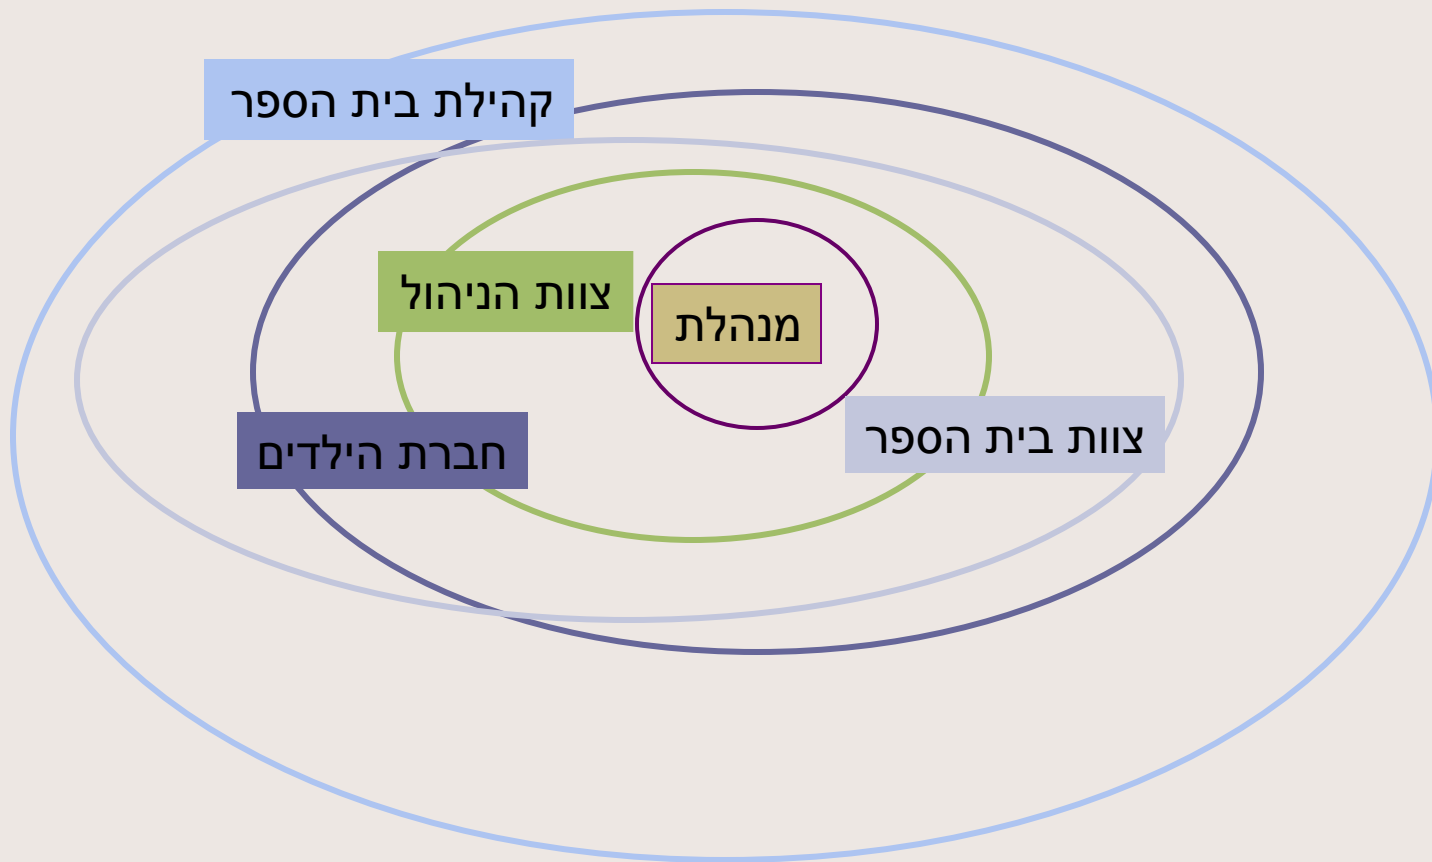 קהילת בית הספר
צוות הניהול
מנהלת
צוות בית הספר
חברת הילדים